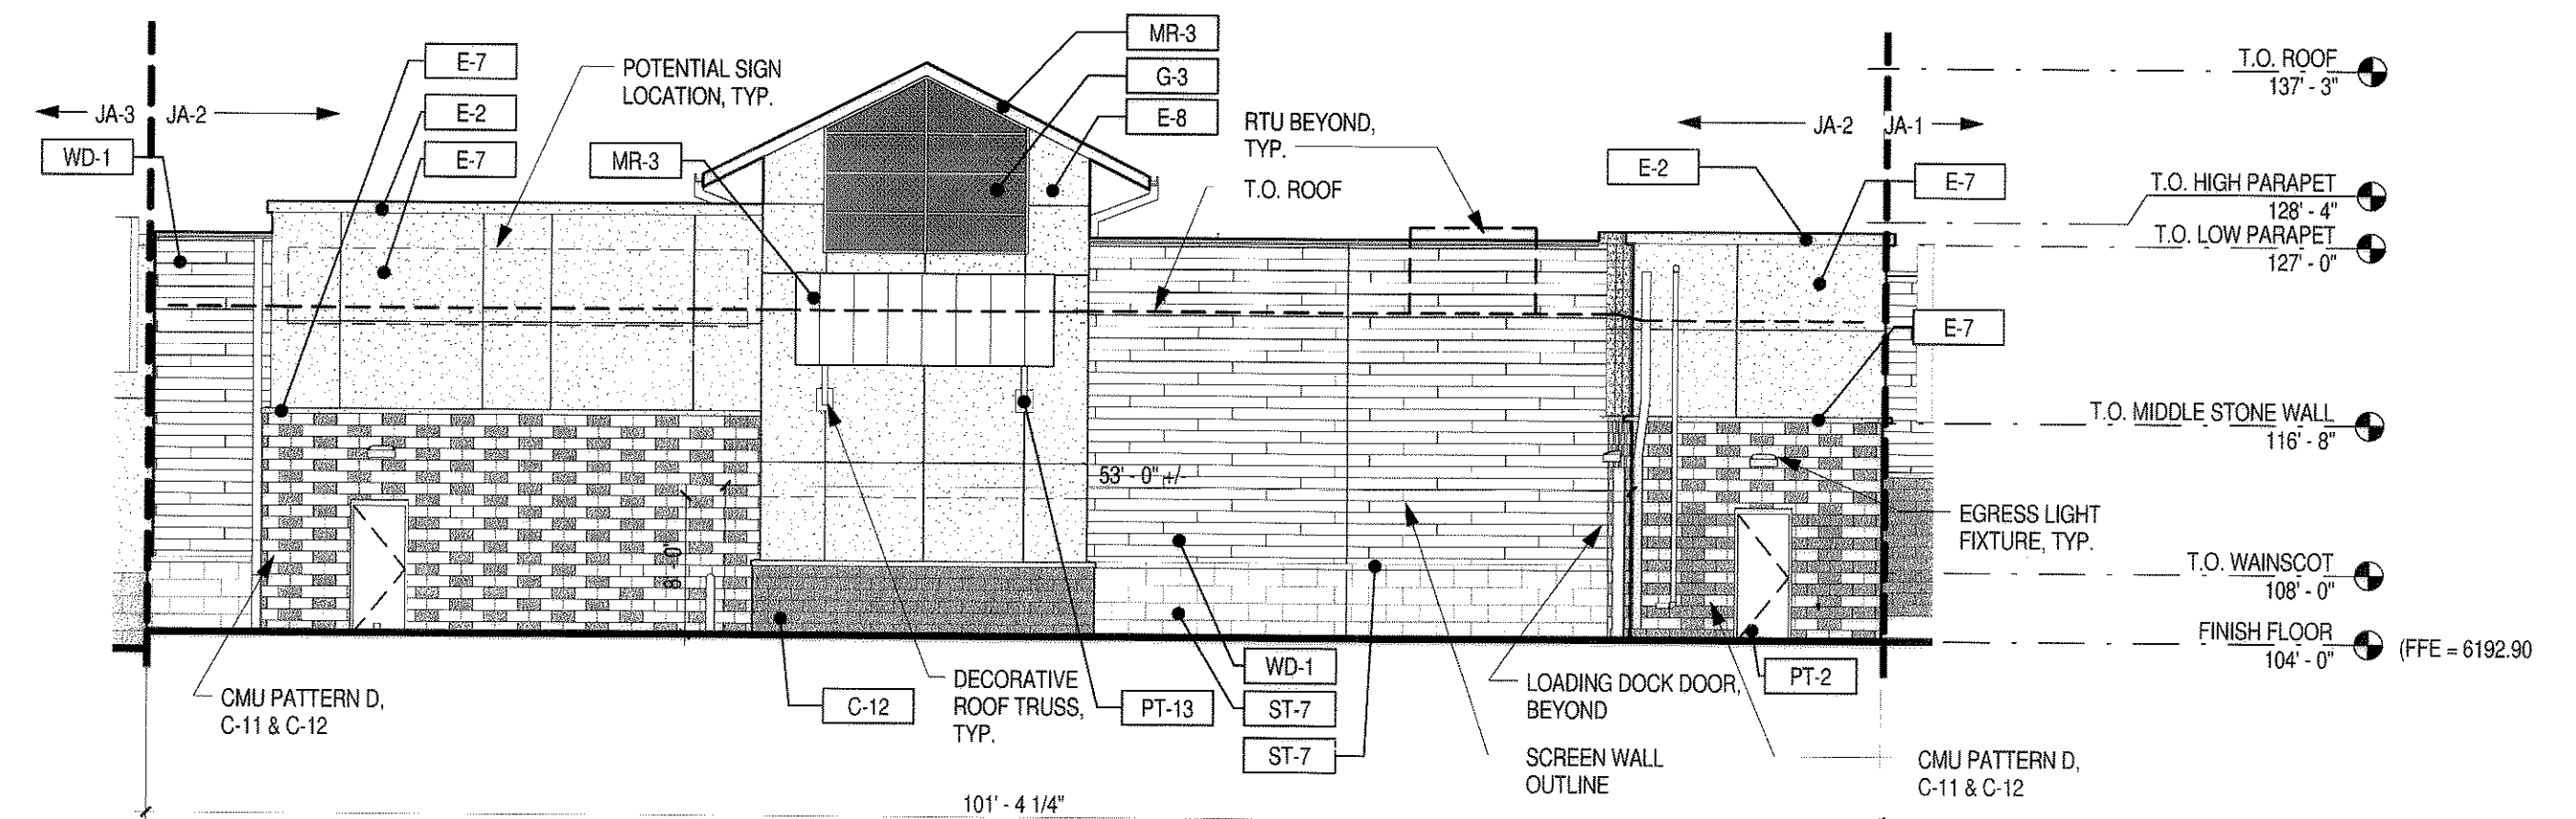 MR-3
E-7
POTENTIAL SIGN
LOCATION, TYP.
G-3
T.O. ROOF
137' - 3"
JA-3
JA-2
E-2
E-8
RTU BEYOND,
TYP.
JA-2
JA-1
WD-1
E-7
MR-3
E-2
E-7
T.O. ROOF
T.O. HIGH PARAPET
128' - 4"
T.O. LOW PARAPET
127' - 0"
E-7
T.O. MIDDLE STONE WALL
116' - 8"
53' - 0" +/-
8' - 0"
EGRESS LIGHT
FIXTURE, TYP.
T.O. WAINSCOT
108' - 0"
FINISH FLOOR
104' - 0"
(FFE = 6192.90
CMU PATTERN D,
C-11 & C-12
C-12
DECORATIVE
ROOF TRUSS,
TYP.
PT-13
WD-1
ST-7
ST-7
LOADING DOCK DOOR,
BEYOND
PT-2
SCREEN WALL
OUTLINE
CMU PATTERN D,
C-11 & C-12
101' - 4 1/4"